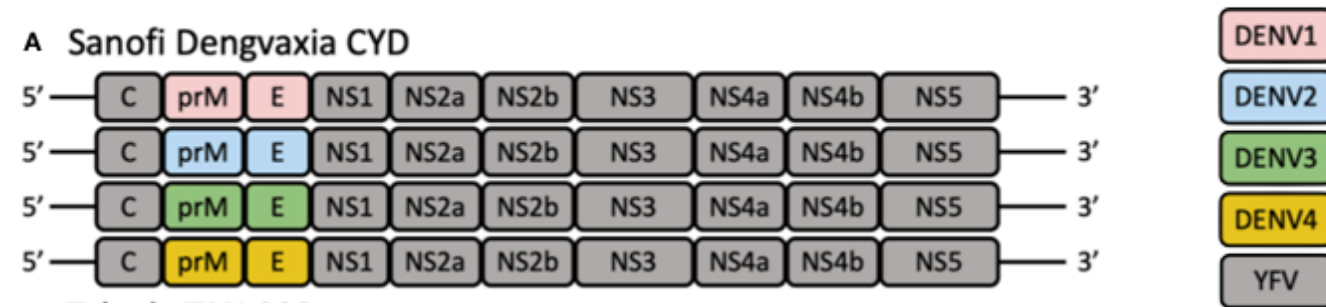 A Sanofi Dengvaxia CYD
5′ C prM E NS1 NS2a NS2b NS3 NS4a NS4b NS5 3′
5′ C prM E NS1 NS2a NS2b NS3 NS4a NS4b NS5 3′
5′ C prM E NS1 NS2a NS2b NS3 NS4a NS4b NS5 3′
5′ C prM E NS1 NS2a NS2b NS3 NS4a NS4b NS5 3′
DENV1
DENV2
DENV3
DENV4
YFV